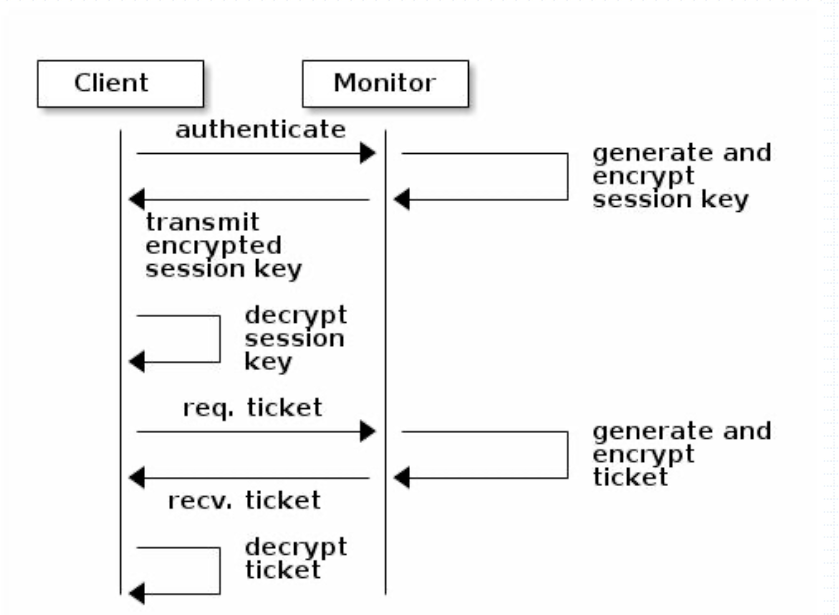 Client
Monitor
authenticate
generate and
encrypt
session key
transmit
encrypted
session key
decrypt
session
key
req. ticket
generate and
encrypt
ticket
recv. ticket
decrypt
ticket